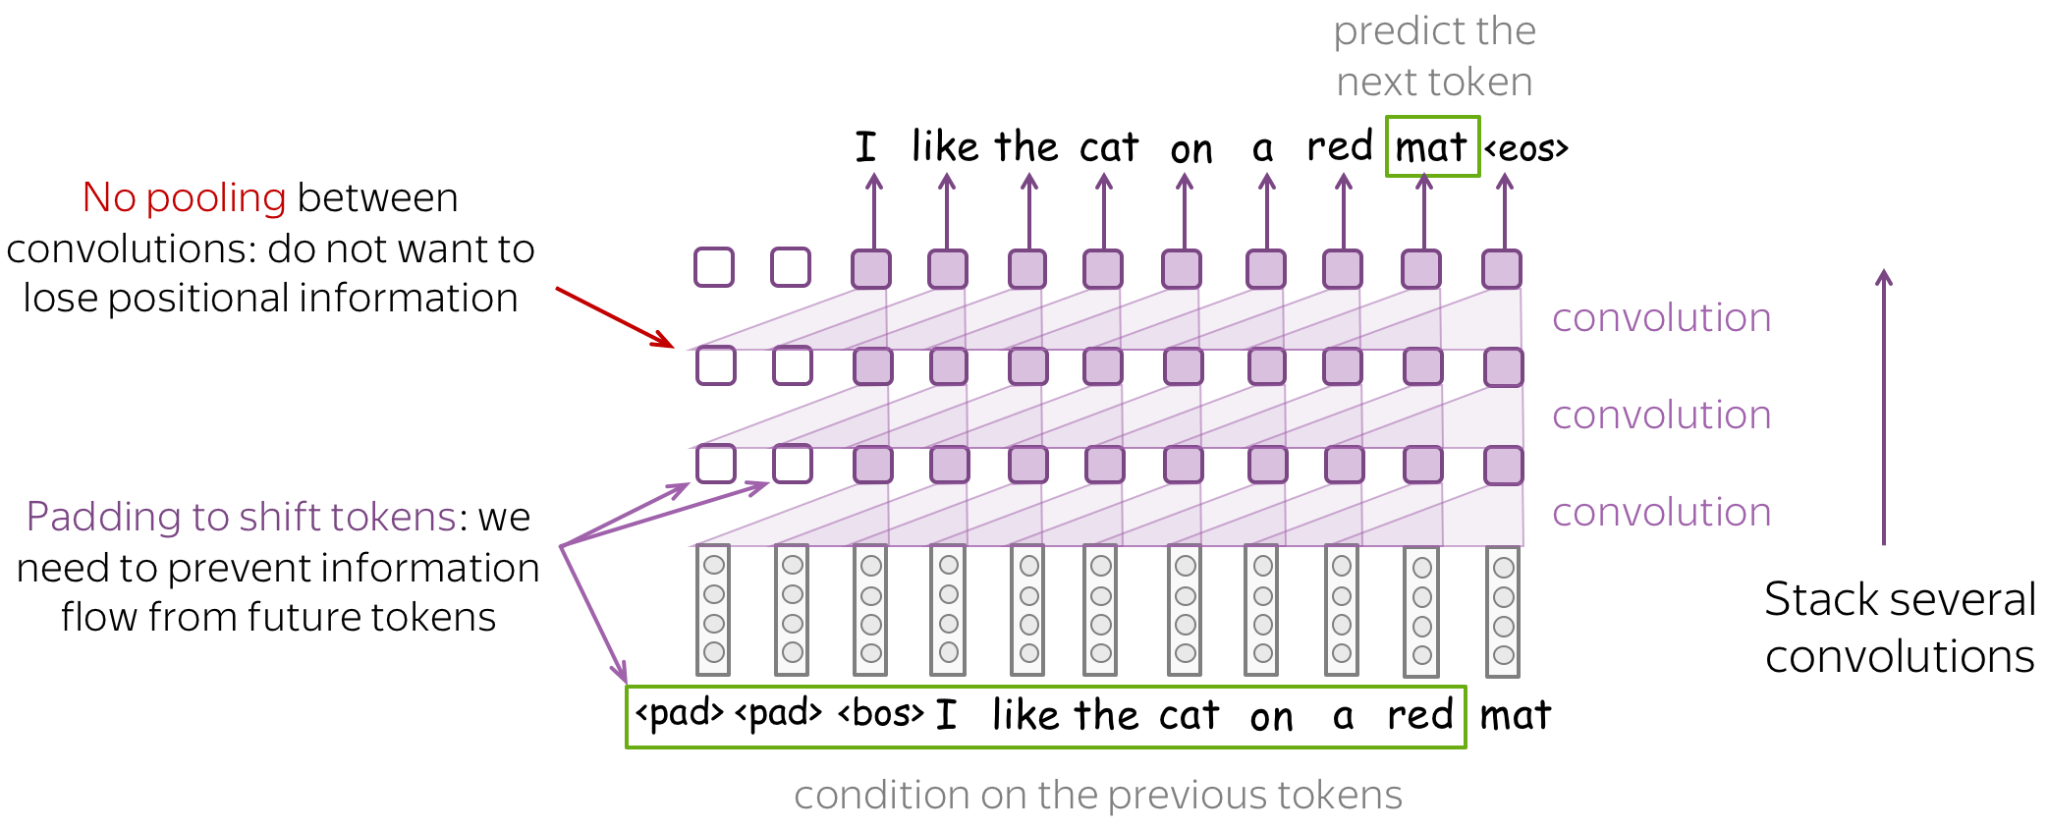 predict the
next token
I like the cat on a red mat <eos>
No pooling between
convolutions: do not want to
lose positional information
convolution
convolution
convolution
Padding to shift tokens: we
need to prevent information
flow from future tokens
Stack several
convolutions
<pad> <pad> <bos> I like the cat on a red mat
condition on the previous tokens